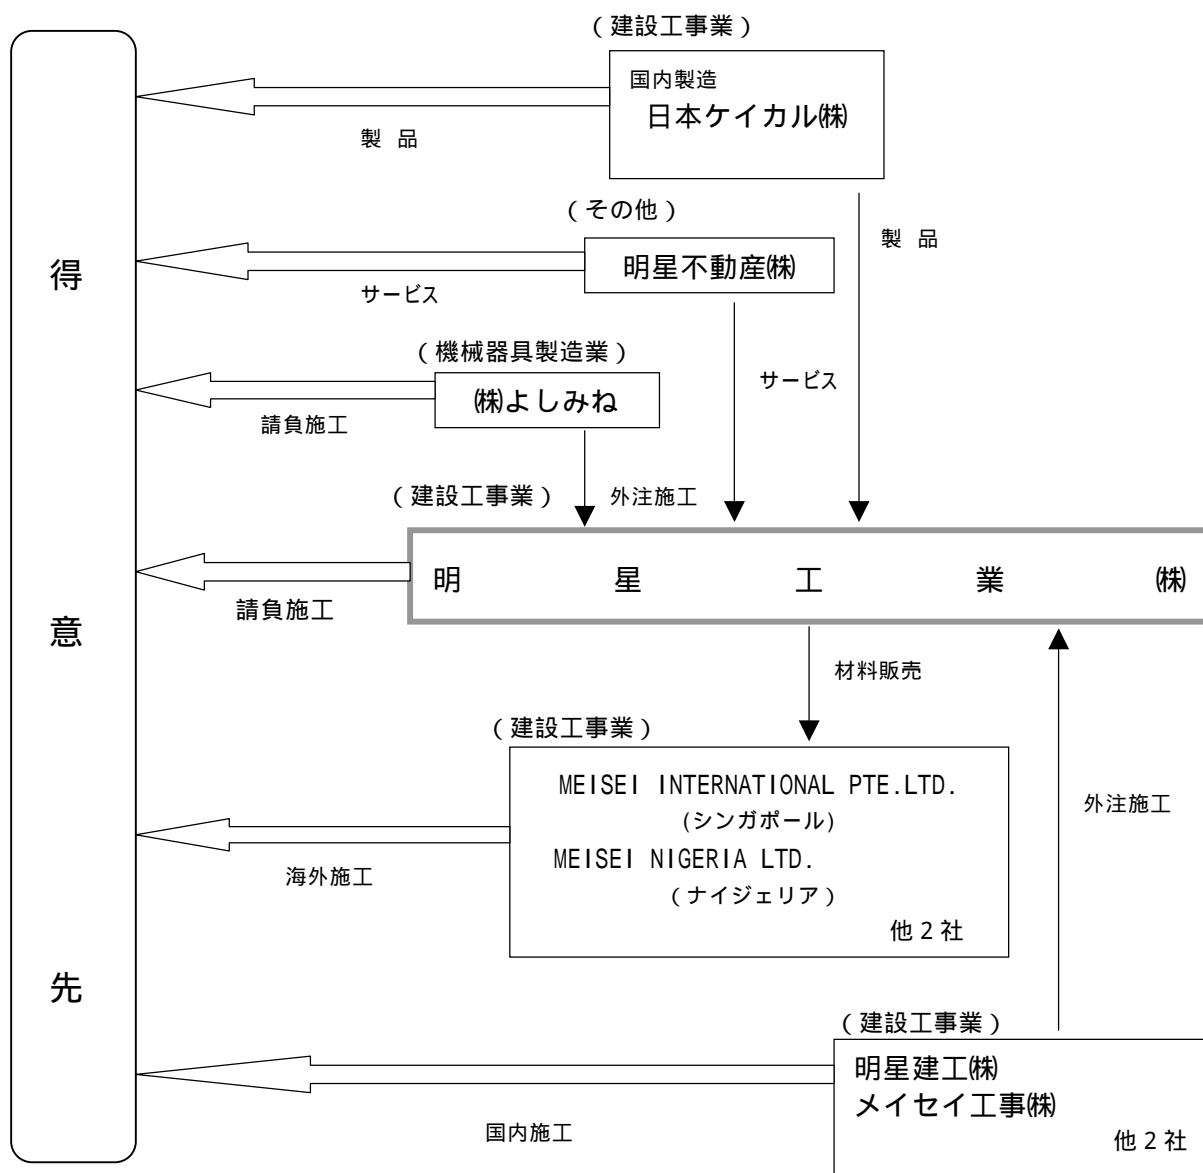 (建設工事業)
国内製造
日本ケイカル㈱
製 品
(その他)
製 品
明星不動産㈱
サービス
(機械器具製造業)
サービス
㈱よしみね
請負施工
(建設工事業)
外注施工
明 星 工 業 ㈱
請負施工
材料販売
(建設工事業)
MEISEI INTERNATIONAL PTE.LTD.
(シンガポール)
MEISEI NIGERIA LTD.
(ナイジェリア)
他2社
外注施工
海外施工
(建設工事業)
明星建工㈱
メイセイ工事㈱
他2社
国内施工
得
意
先